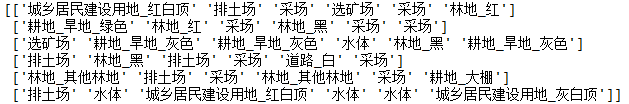 [['城乡居民建设用地_红白顶' '排土场' '采场' '选矿场' '采场' '林地_红']
['耕地_旱地_绿色' '林地_红' '采场' '林地_黑' '采场' '采场']
['选矿场' '耕地_旱地_灰色' '耕地_旱地_灰色' '水体' '林地_黑' '耕地_旱地_灰色']
['排土场' '林地_黑' '排土场' '采场' '道路_白' '采场']
['林地_其他林地' '排土场' '采场' '林地_其他林地' '采场' '耕地_大棚']
['排土场' '水体' '城乡居民建设用地_红白顶' '水体' '水体' '城乡居民建设用地_灰白顶']]